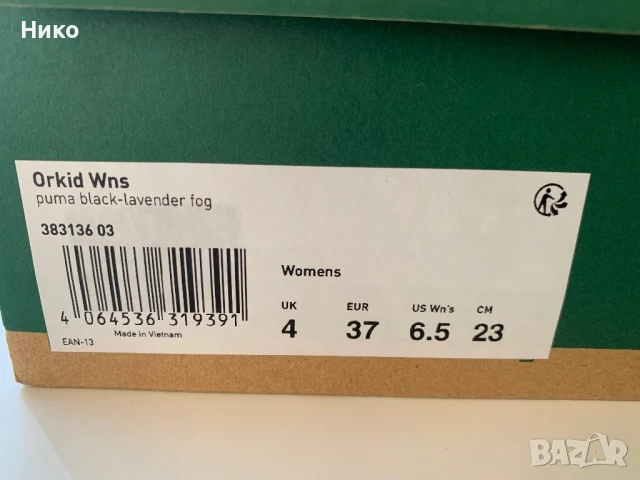 Нико
Orkid Wns
puma black-lavender fog
383136 03
4 064536 319391
Made in Vietnam
EAN-13
Womens
UK EUR US Wn's CM
4 37 6.5 23
BAZAR